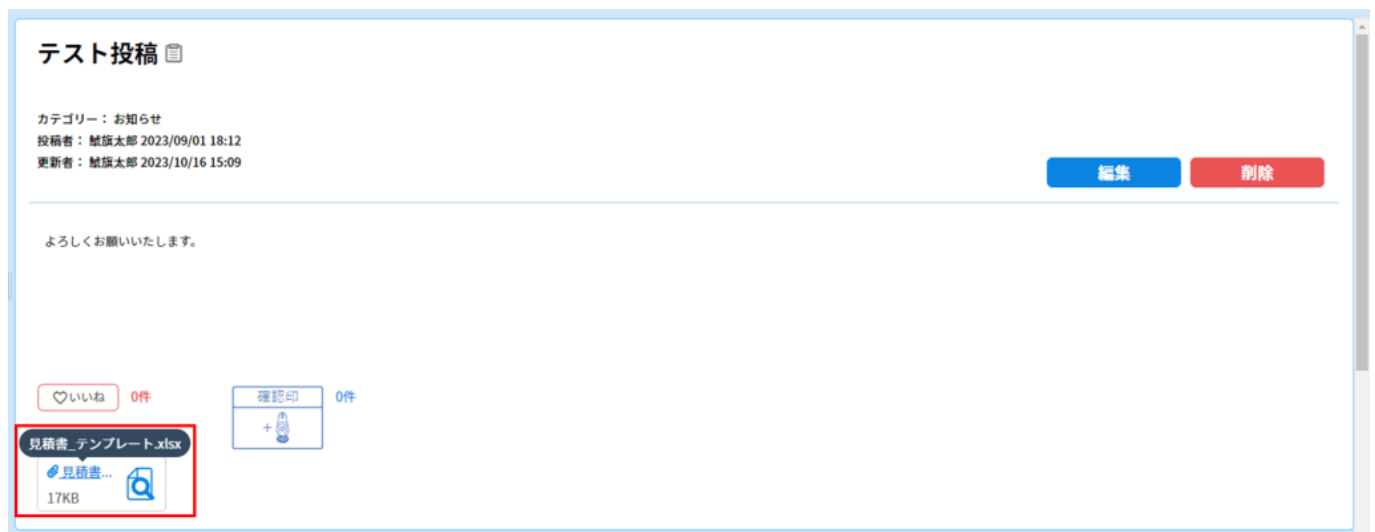 テスト投稿
カテゴリー： お知らせ
投稿者： 鯱旗太郎 2023/09/01 18:12
更新者： 鯱旗太郎 2023/10/16 15:09
編集 削除
よろしくお願いいたします。
いいね 0件 確認印 0件
+
見積書_テンプレート.xlsx
見積書...
17KB